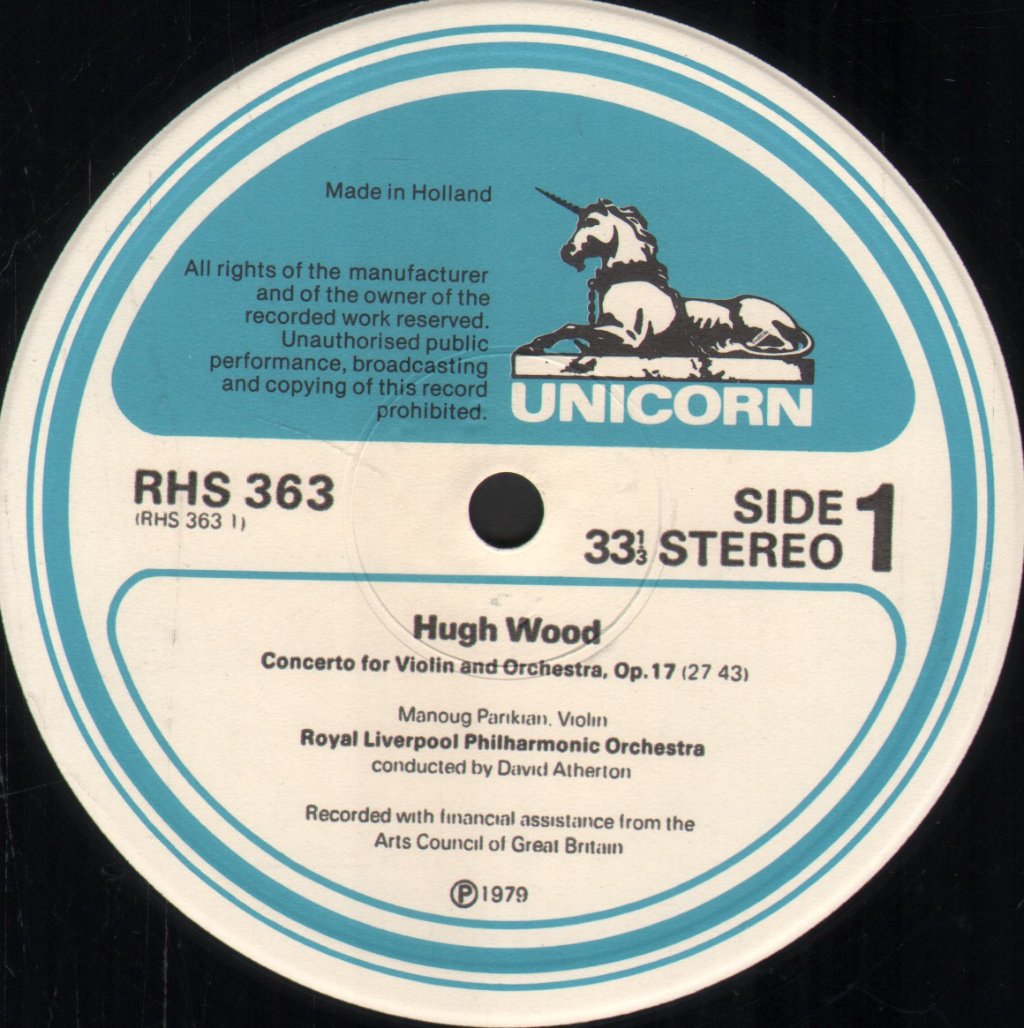 Made in Holland
All rights of the manufacturer
and of the owner of the
recorded work reserved.
Unauthorised public
performance, broadcasting
and copying of this record
prohibited.
UNICORN
RHS 363
(RHS 363 1)
SIDE 1
33⅓ STEREO
Hugh Wood
Concerto for Violin and Orchestra, Op.17 (27 43)
Manoug Parikian, Violin
Royal Liverpool Philharmonic Orchestra
conducted by David Atherton
Recorded with financial assistance from the
Arts Council of Great Britain
℗1979